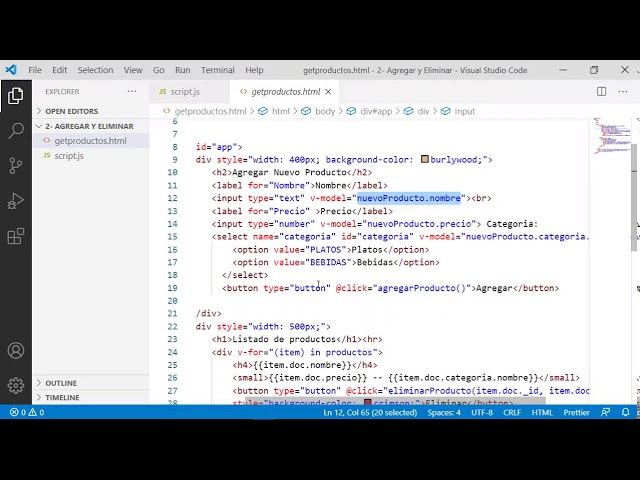 File Edit Selection View Go Run Terminal Help
getproductos.html - 2- Agregar y Eliminar - Visual Studio Code
EXPLORER
script.js
getproductos.html
OPEN EDITORS
getproductos.html > html > body > div#app > div > input
2- AGREGAR Y ELIMINAR
getproductos.html
script.js
6
7
8 id="app">
9 div style="width: 400px; background-color: burlywood;">
10 <h2>Agregar Nuevo Producto</h2>
11 <label for="Nombre">Nombre</label>
12 input type="text" v-model="nuevoProducto.nombre"><br>
13 <label for="Precio" >Precio</label>
14 input type="number" v-model="nuevoProducto.precio"> Categoria:
15 <select name="categoria" id="categoria" v-model="nuevoProducto.categoria.
16 <option value="PLATOS">Platos</option>
17 <option value="BEBIDAS">Bebidas</option>
18 </select>
19 <button type="button" @click="agregarProducto()">Agregar</button>
20
21 /div>
22 div style="width: 500px;">
23 <h1>Listado de productos</h1><hr>
24 <div v-for="(item) in productos">
25 <h4>{{item.doc.nombre}}</h4>
26 <small>{{item.doc.precio}} -- {{item.doc.categoria.nombre}}</small>
27 <button type="button" @click="eliminarProducto(item.doc._id, item.doc
28 style="background-color: crimson;">Eliminar</button>
OUTLINE
TIMELINE
0 0
Ln 12, Col 65 (20 selected)
Spaces: 4
UTF-8
CRLF
HTML
Prettier